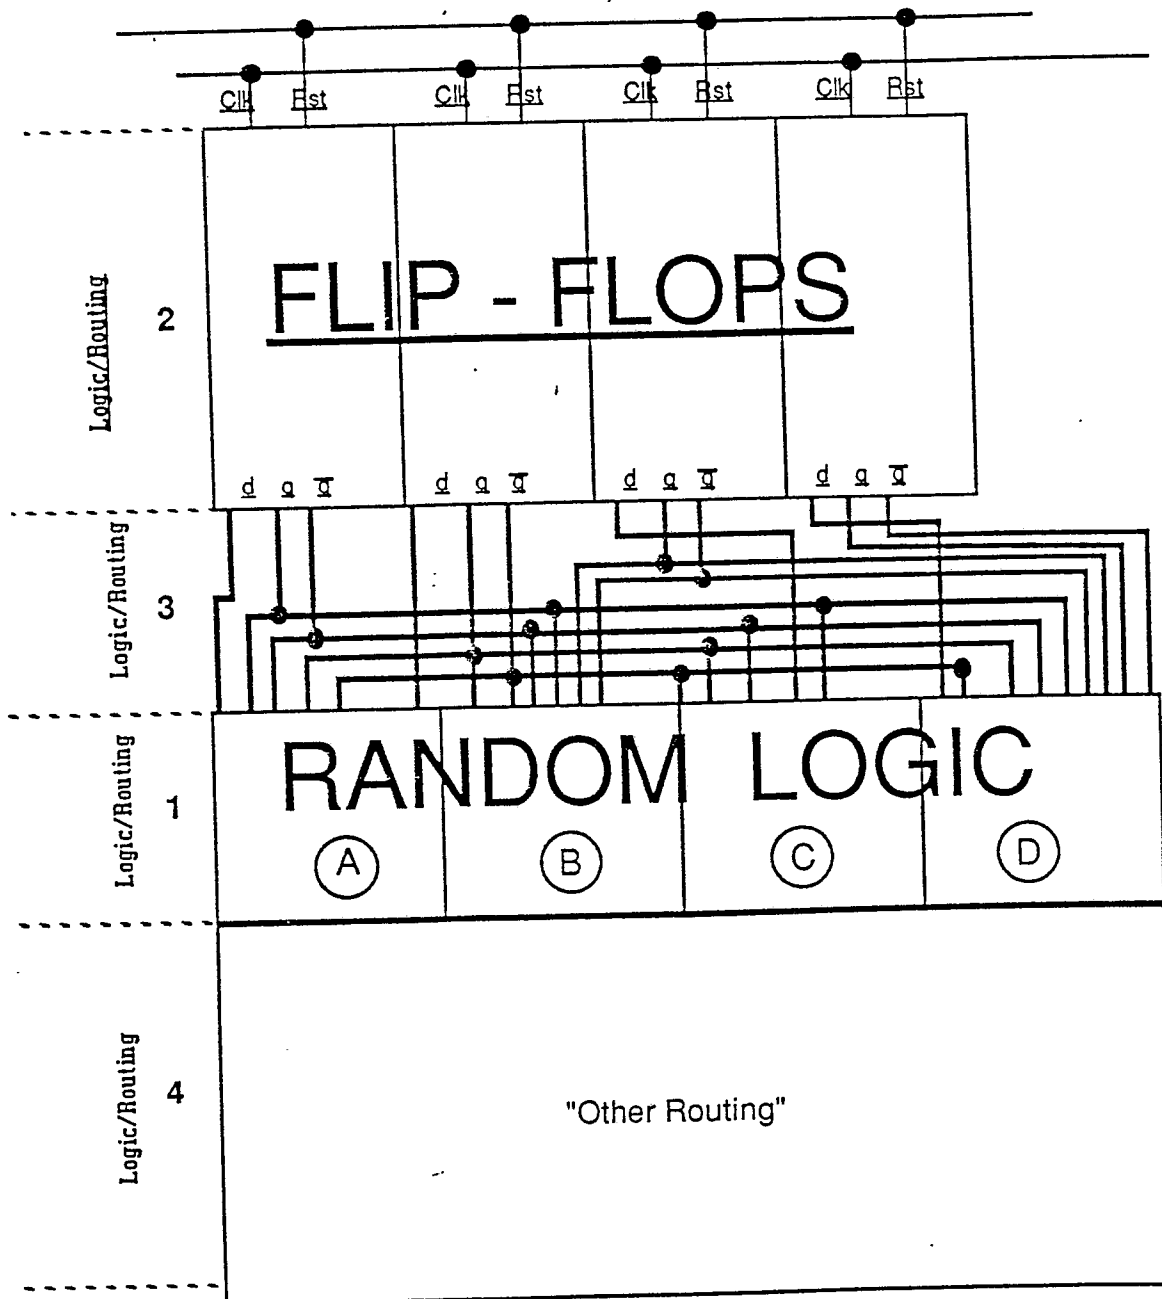 Clk Rst Clk Rst Clk Rst Clk Rst
Logic/Routing 2
FLIP - FLOPS
d q q̅ d q q̅ d q q̅ d q q̅
Logic/Routing 3
Logic/Routing 1
RANDOM LOGIC
A B C D
Logic/Routing 4
"Other Routing"